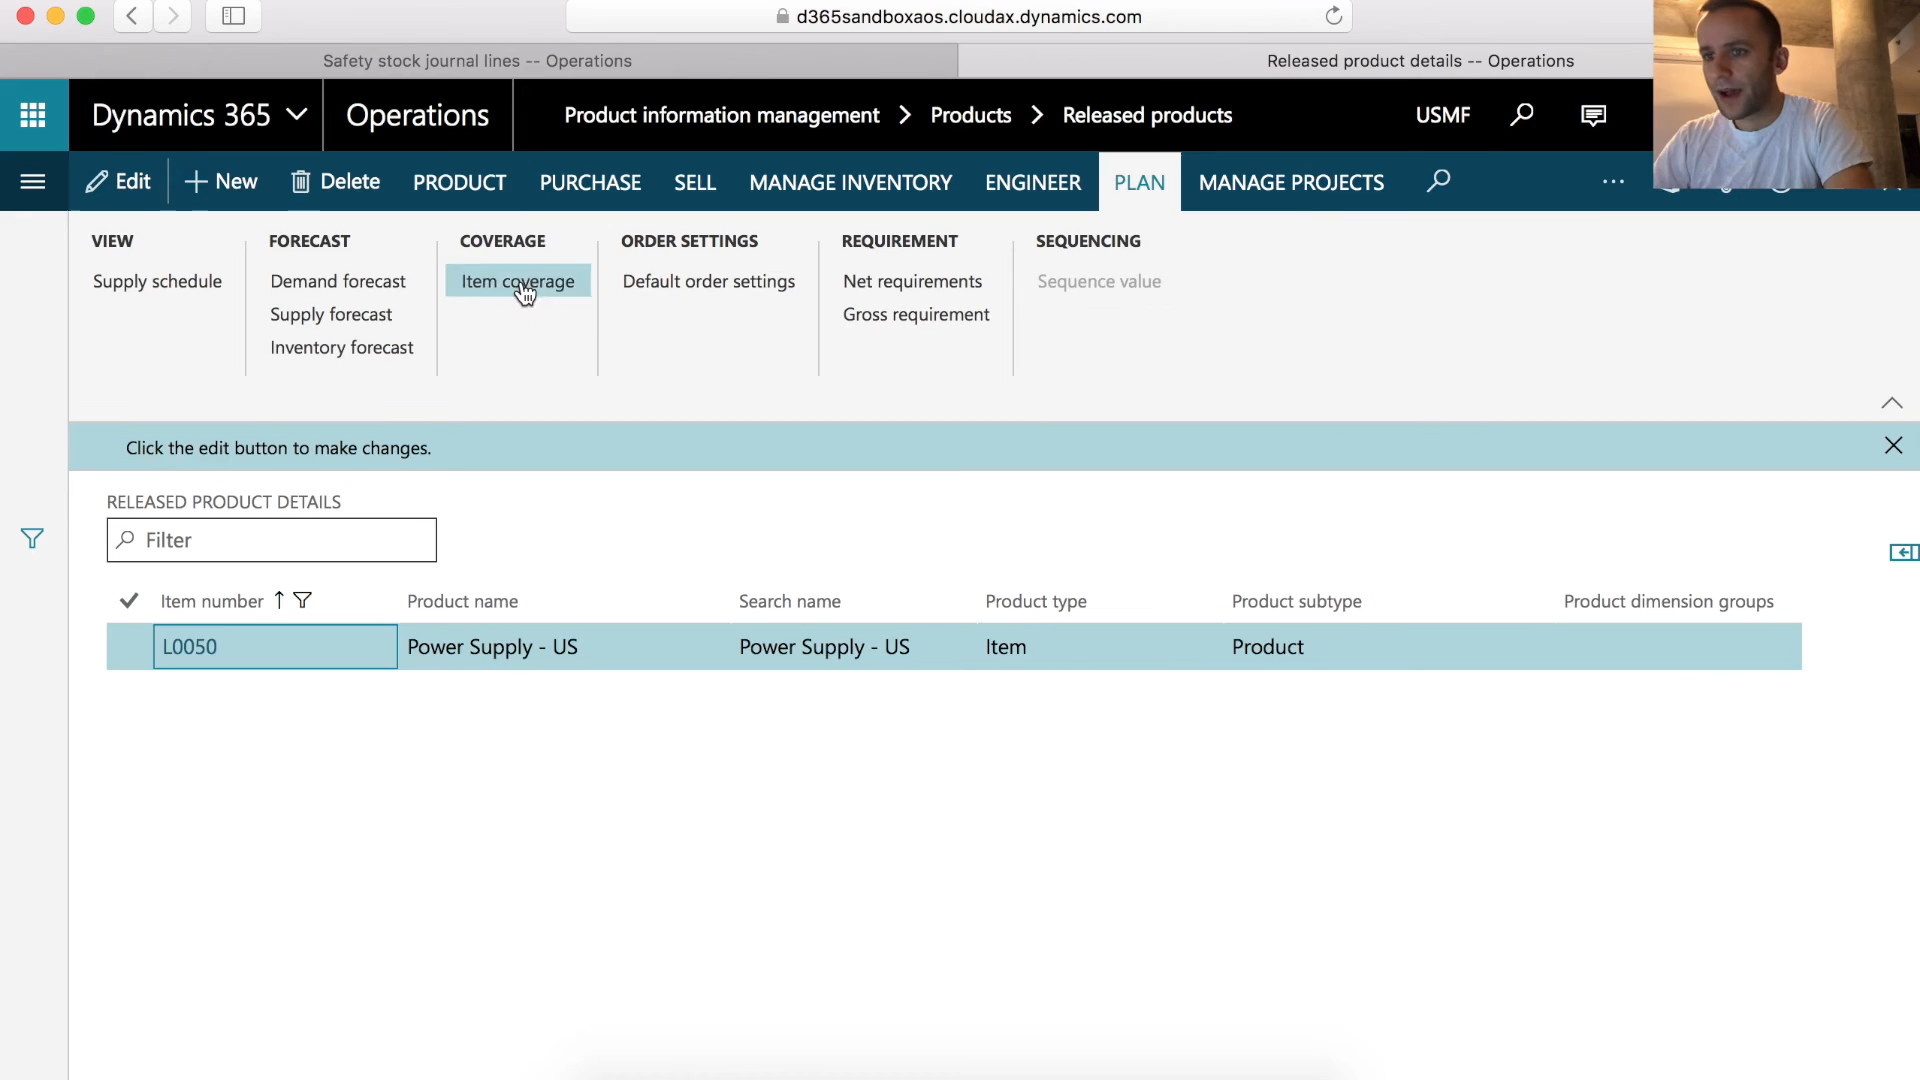 d365sandboxaos.cloudax.dynamics.com
Safety stock journal lines -- Operations
Released product details -- Operations
Dynamics 365
Operations
Product information management > Products > Released products
USMF
Edit
New
Delete
PRODUCT
PURCHASE
SELL
MANAGE INVENTORY
ENGINEER
PLAN
MANAGE PROJECTS
...
VIEW
Supply schedule
FORECAST
Demand forecast
Supply forecast
Inventory forecast
COVERAGE
Item coverage
ORDER SETTINGS
Default order settings
REQUIREMENT
Net requirements
Gross requirement
SEQUENCING
Sequence value
Click the edit button to make changes.
RELEASED PRODUCT DETAILS
Filter
Item number
Product name
Search name
Product type
Product subtype
Product dimension groups
L0050
Power Supply - US
Power Supply - US
Item
Product